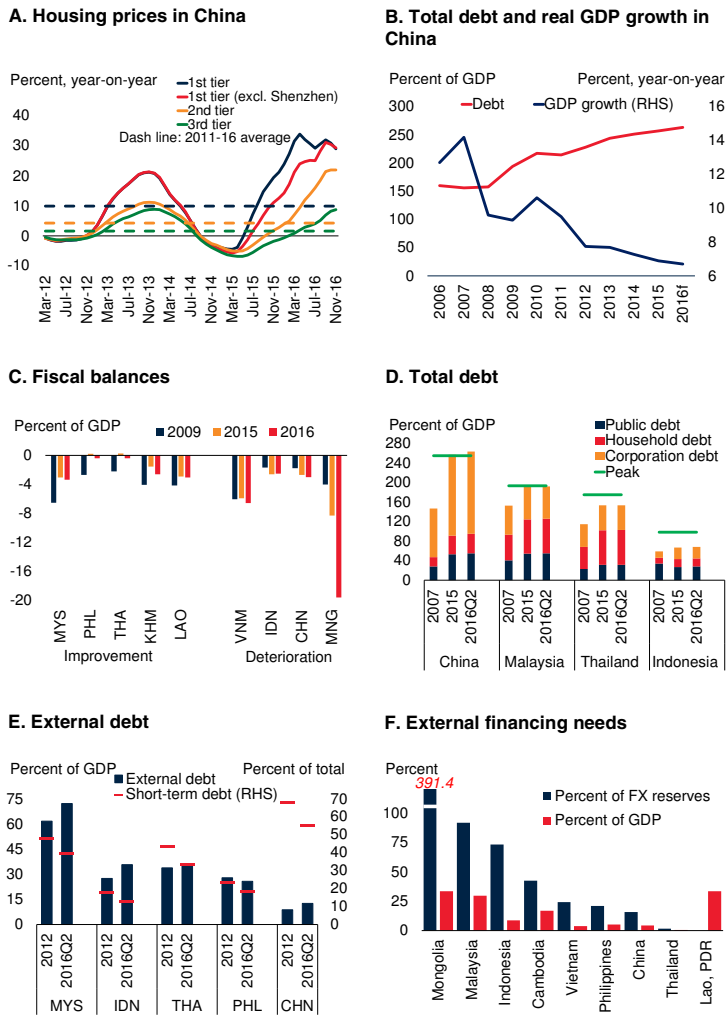 A. Housing prices in China
Percent, year-on-year
1st tier
1st tier (excl. Shenzhen)
2nd tier
3rd tier
Dash line: 2011-16 average
40
30
20
10
0
-10
Mar-12
Jul-12
Nov-12
Mar-13
Jul-13
Nov-13
Mar-14
Jul-14
Nov-14
Mar-15
Jul-15
Nov-15
Mar-16
Jul-16
Nov-16
B. Total debt and real GDP growth in
China
Percent of GDP
Percent, year-on-year
Debt
GDP growth (RHS)
300
250
200
150
100
50
0
16
14
12
10
8
6
2006
2007
2008
2009
2010
2011
2012
2013
2014
2015
2016f
C. Fiscal balances
Percent of GDP
2009
2015
2016
0
-4
-8
-12
-16
-20
MYS
PHL
THA
KHM
LAO
VNM
IDN
CHN
MNG
Improvement
Deterioration
D. Total debt
Percent of GDP
Public debt
Household debt
Corporation debt
Peak
280
240
200
160
120
80
40
0
2007
2015
2016Q2
2007
2015
2016Q2
2007
2015
2016Q2
2007
2015
2016Q2
China
Malaysia
Thailand
Indonesia
E. External debt
Percent of GDP
Percent of total
External debt
Short-term debt (RHS)
75
60
45
30
15
0
70
60
50
40
30
20
10
0
2012
2016Q2
2012
2016Q2
2012
2016Q2
2012
2016Q2
2012
2016Q2
MYS
IDN
THA
PHL
CHN
F. External financing needs
Percent
391.4
Percent of FX reserves
Percent of GDP
100
75
50
25
0
Mongolia
Malaysia
Indonesia
Cambodia
Vietnam
Philippines
China
Thailand
Lao, PDR